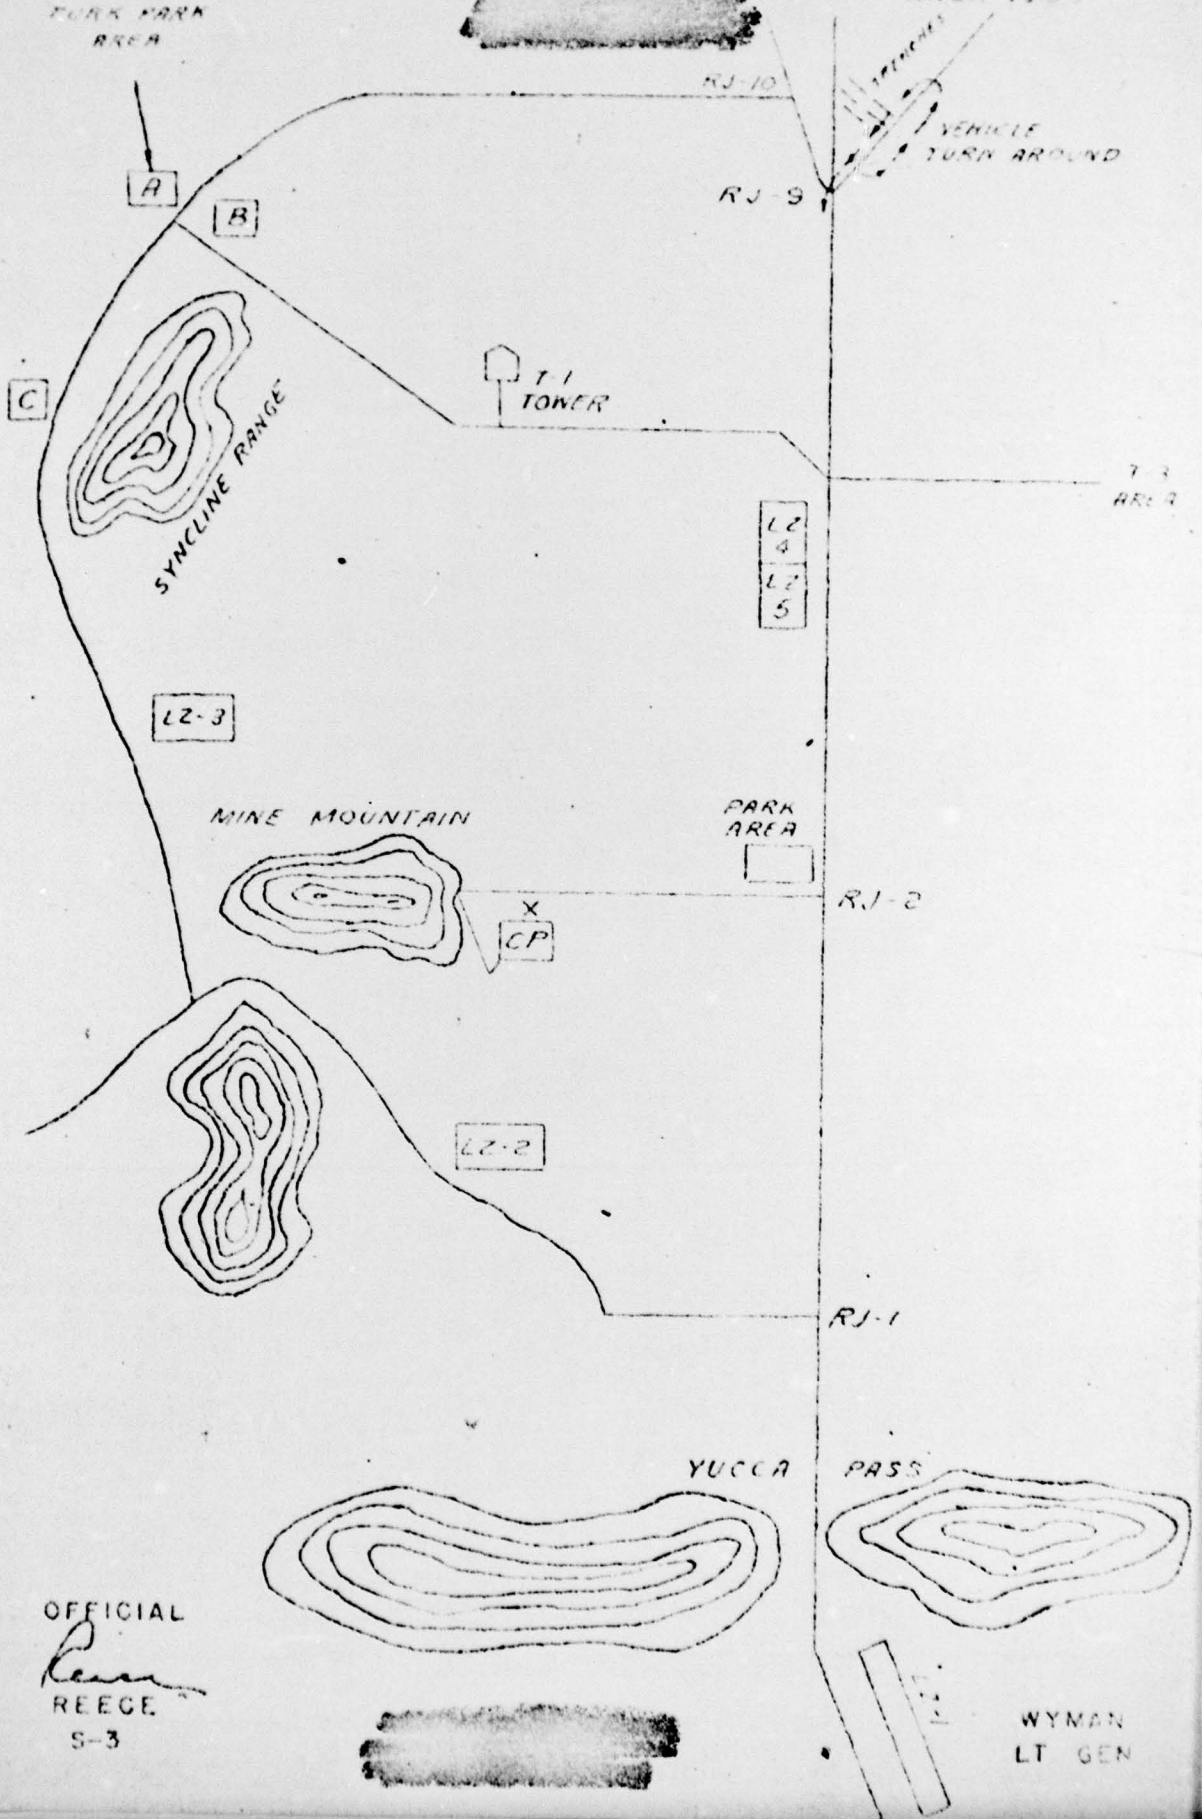 PARK
AREA
RJ-10
TRENCHES
VEHICLE
TURN AROUND
A
B
RJ-9
C
T-1
TOWER
SYNCLINE RANGE
T-3
AREA
LZ
4
LZ
5
LZ-3
MINE MOUNTAIN
PARK
AREA
RJ-2
X
CP
LZ-2
RJ-1
YUCCA PASS
OFFICIAL
REECE
S-3
WYMAN
LT GEN